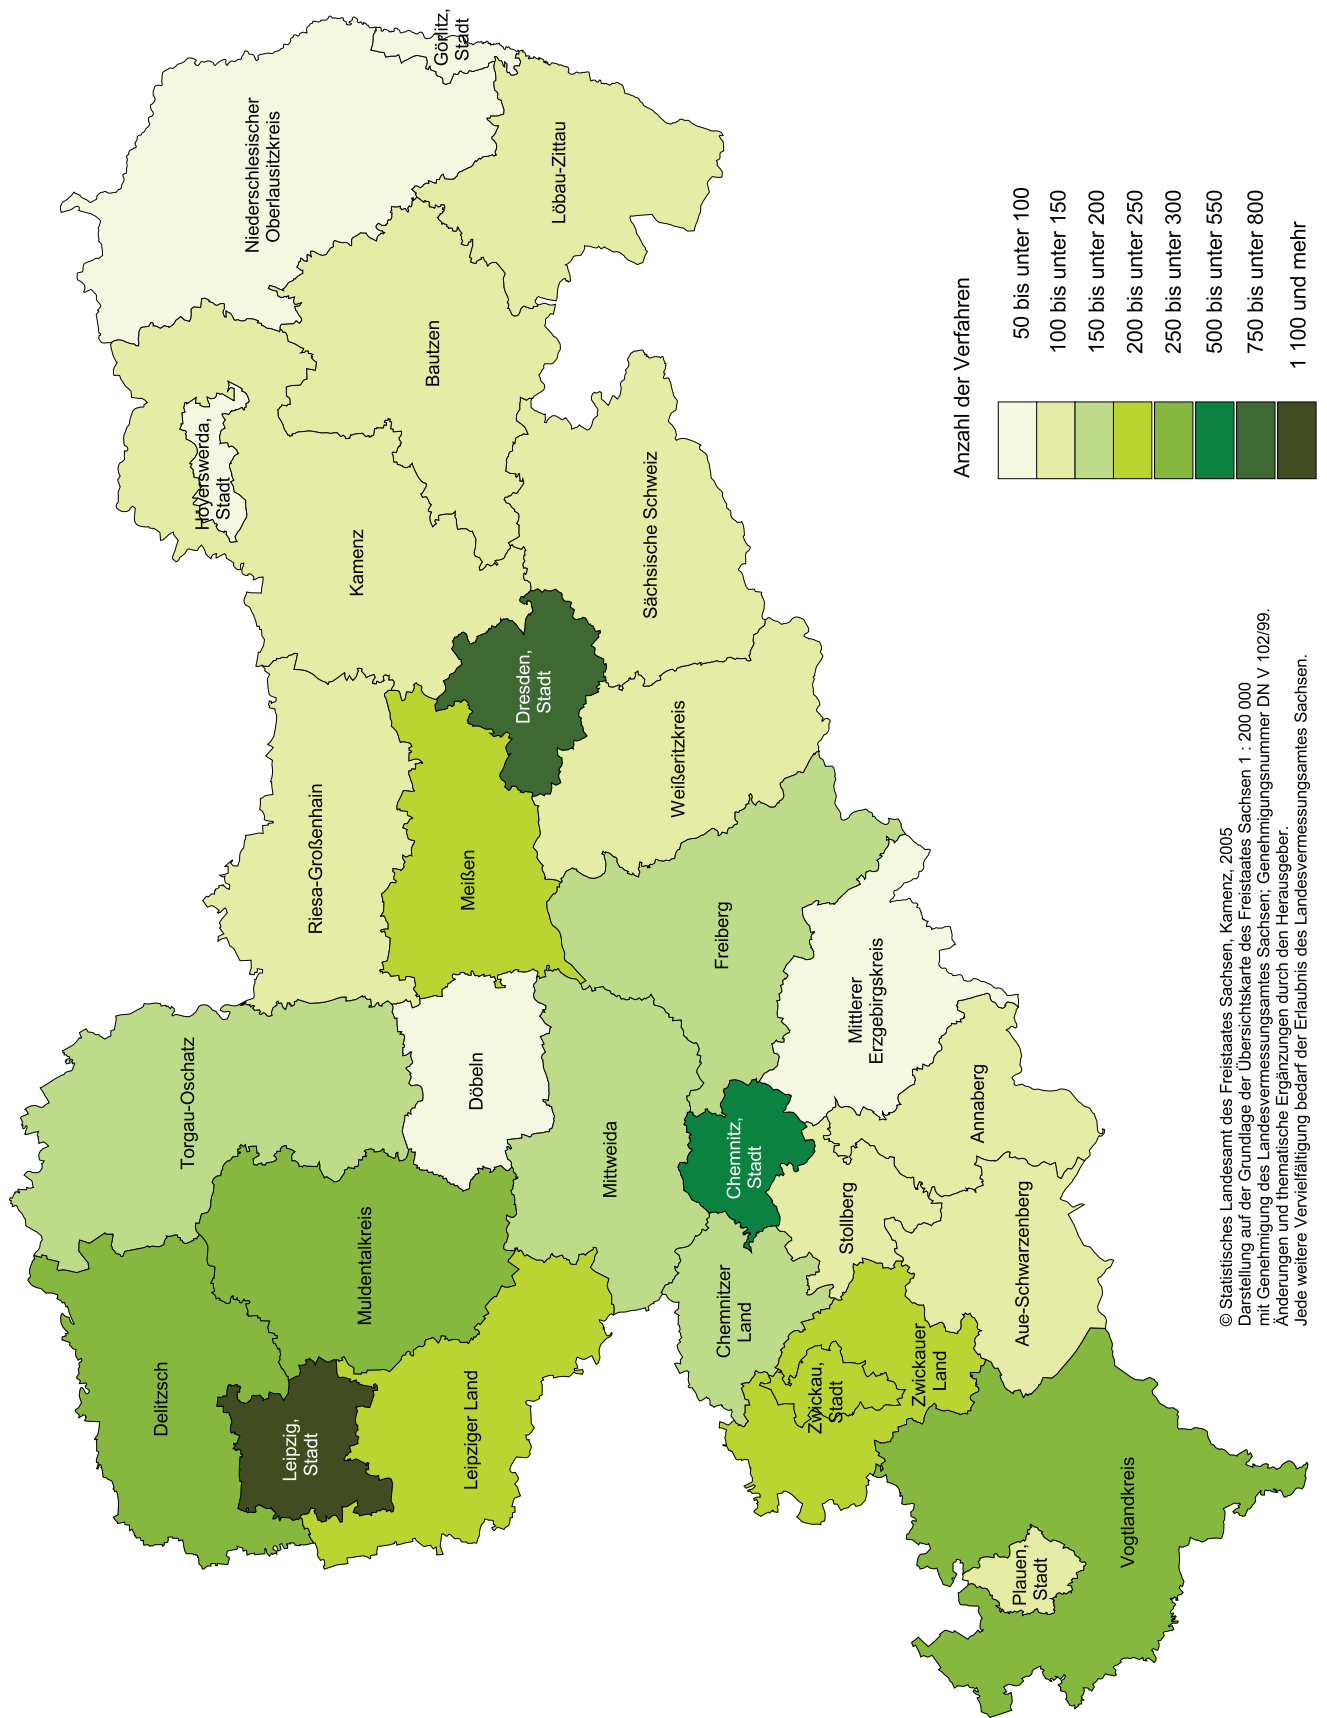 Görlitz,
Stadt
Niederschlesischer
Oberlausitzkreis
Löbau-Zittau
Bautzen
Hoyerswerda,
Stadt
Kamenz
Sächsische Schweiz
Dresden,
Stadt
Weißeritzkreis
Riesa-Großenhain
Meißen
Freiberg
Mittlerer
Erzgebirgskreis
Torgau-Oschatz
Döbeln
Mittweida
Chemnitz,
Stadt
Annaberg
Stollberg
Aue-Schwarzenberg
Muldentalkreis
Chemnitzer
Land
Delitzsch
Leipzig,
Stadt
Leipziger Land
Zwickau,
Stadt
Zwickauer
Land
Vogtlandkreis
Plauen,
Stadt
Anzahl der Verfahren
50 bis unter 100
100 bis unter 150
150 bis unter 200
200 bis unter 250
250 bis unter 300
500 bis unter 550
750 bis unter 800
1 100 und mehr
© Statistisches Landesamt des Freistaates Sachsen, Kamenz, 2005
Darstellung auf der Grundlage der Übersichtskarte des Freistaates Sachsen 1 : 200 000
mit Genehmigung des Landesvermessungsamtes Sachsen; Genehmigungsnummer DN V 102/99.
Änderungen und thematische Ergänzungen durch den Herausgeber.
Jede weitere Vervielfältigung bedarf der Erlaubnis des Landesvermessungsamtes Sachsen.